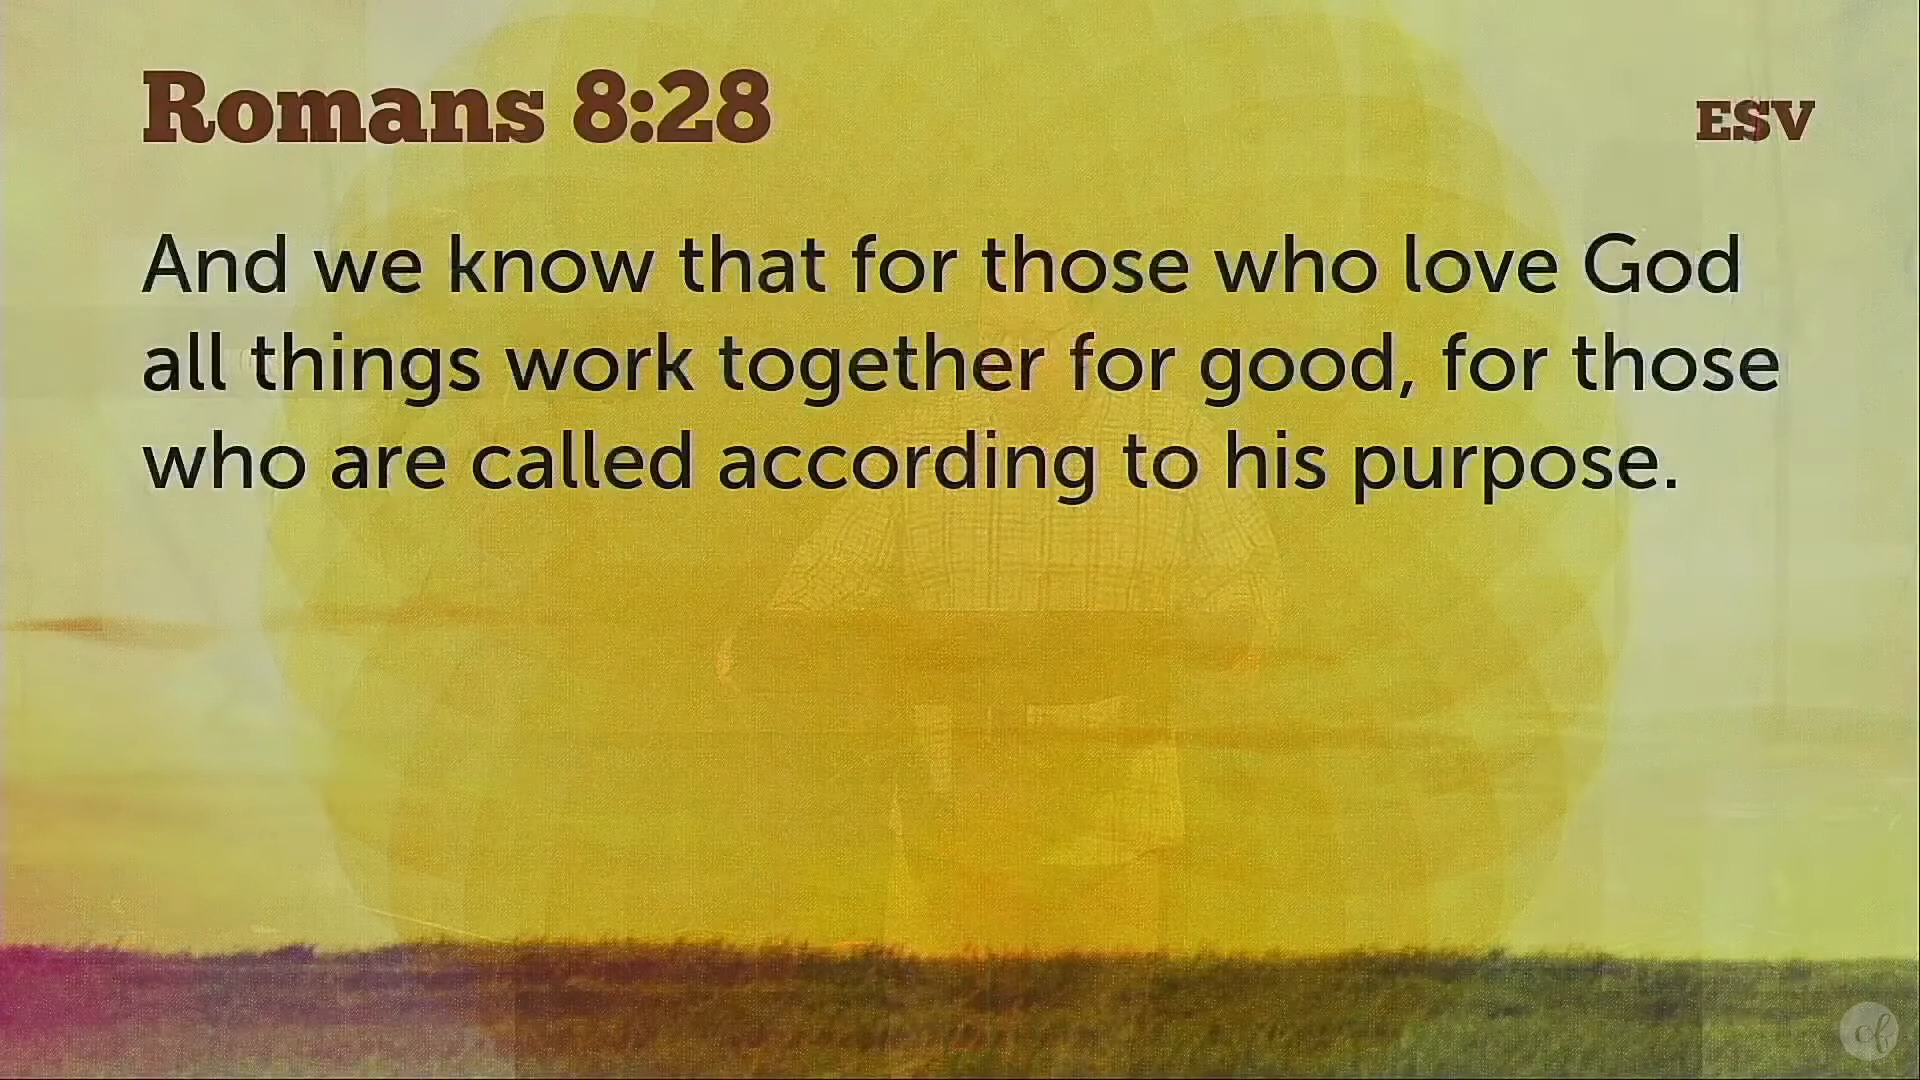 Romans 8:28
ESV
And we know that for those who love God
all things work together for good, for those
who are called according to his purpose.